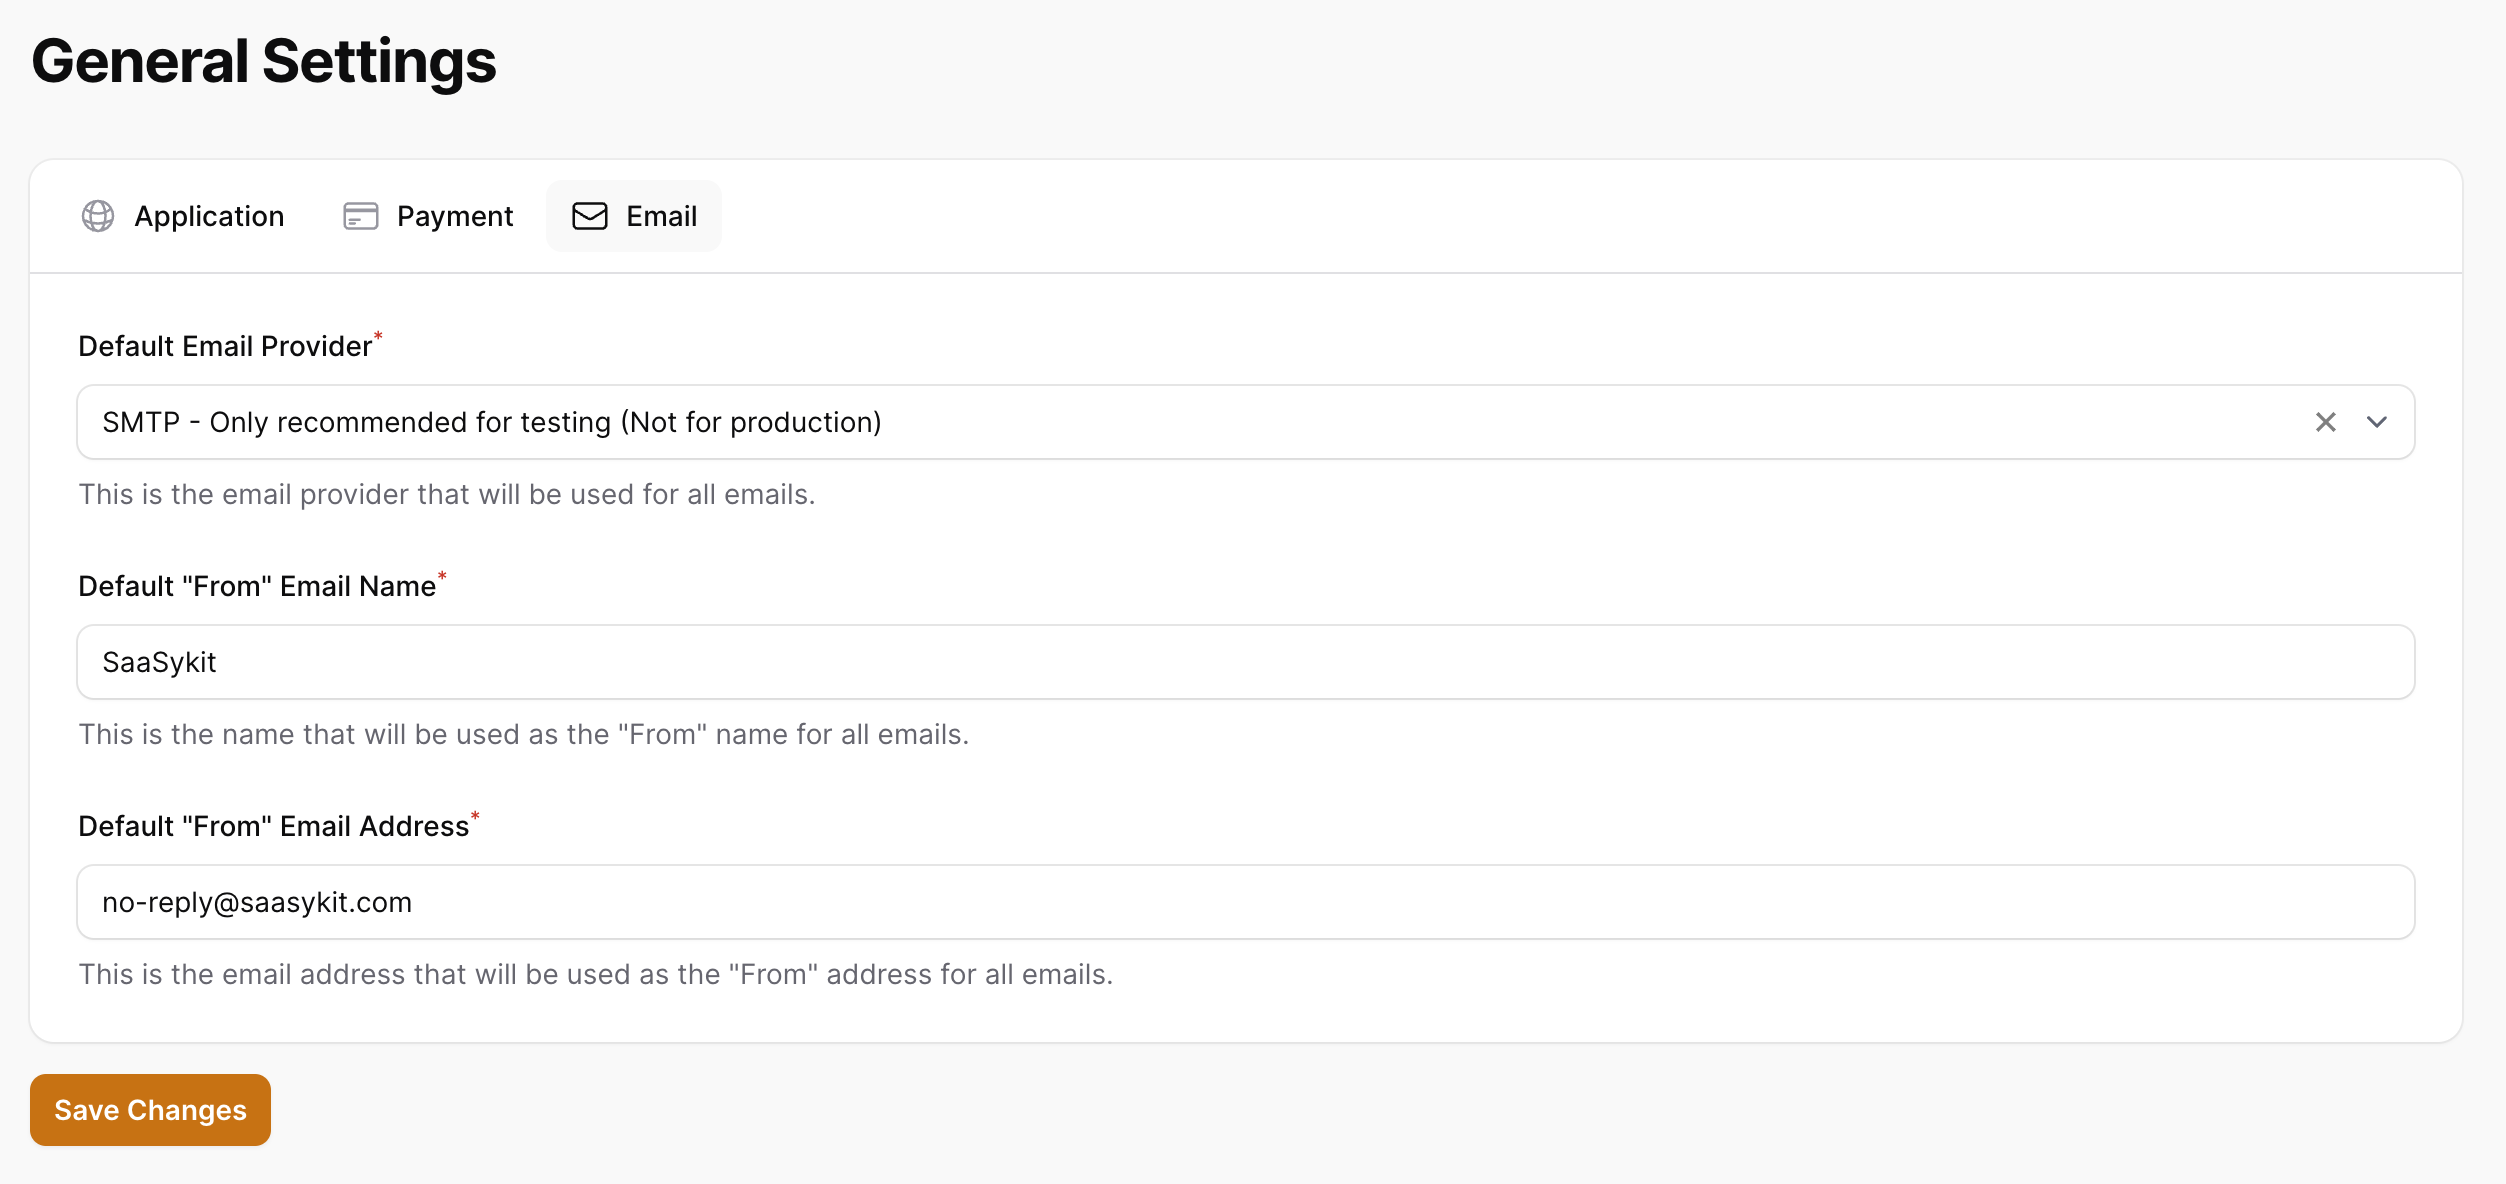 General Settings
Application Payment Email
Default Email Provider*
SMTP - Only recommended for testing (Not for production)
This is the email provider that will be used for all emails.
Default "From" Email Name*
SaaSykit
This is the name that will be used as the "From" name for all emails.
Default "From" Email Address*
no-reply@saasykit.com
This is the email address that will be used as the "From" address for all emails.
Save Changes